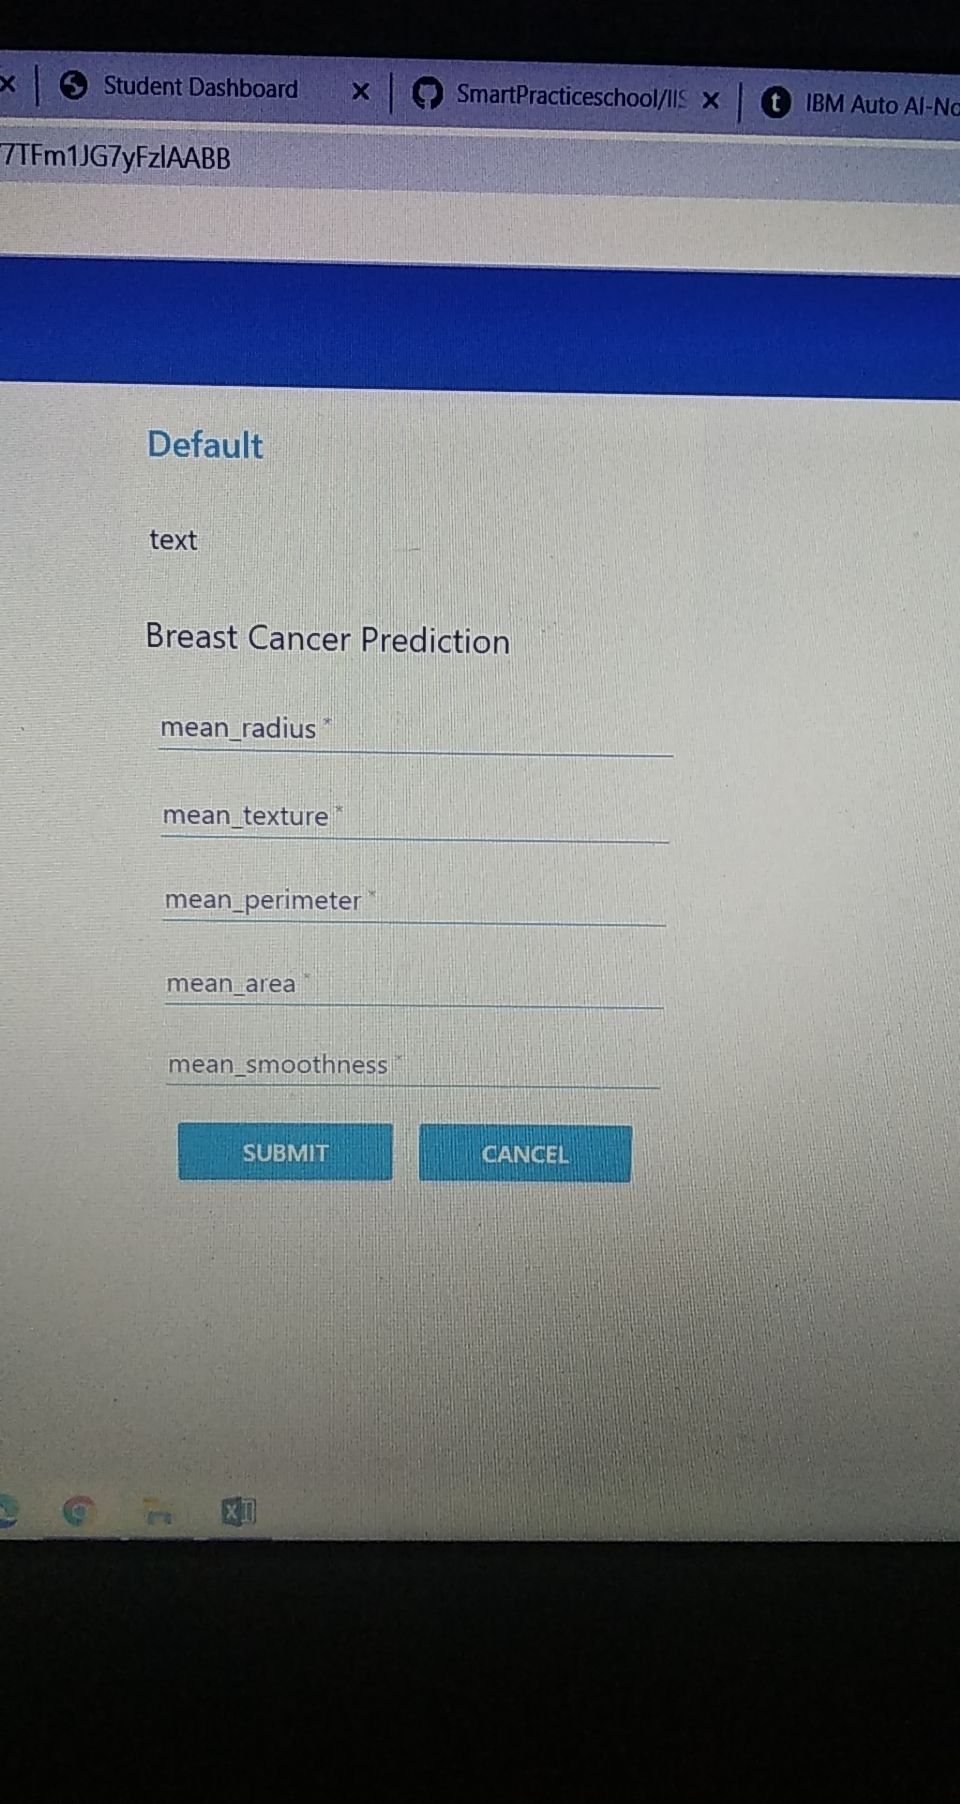 Student Dashboard
SmartPracticeschool/IIS
IBM Auto AI-No
7TFm1JG7yFzlAABB
Default
text
Breast Cancer Prediction
mean_radius *
mean_texture *
mean_perimeter *
mean_area *
mean_smoothness *
SUBMIT CANCEL